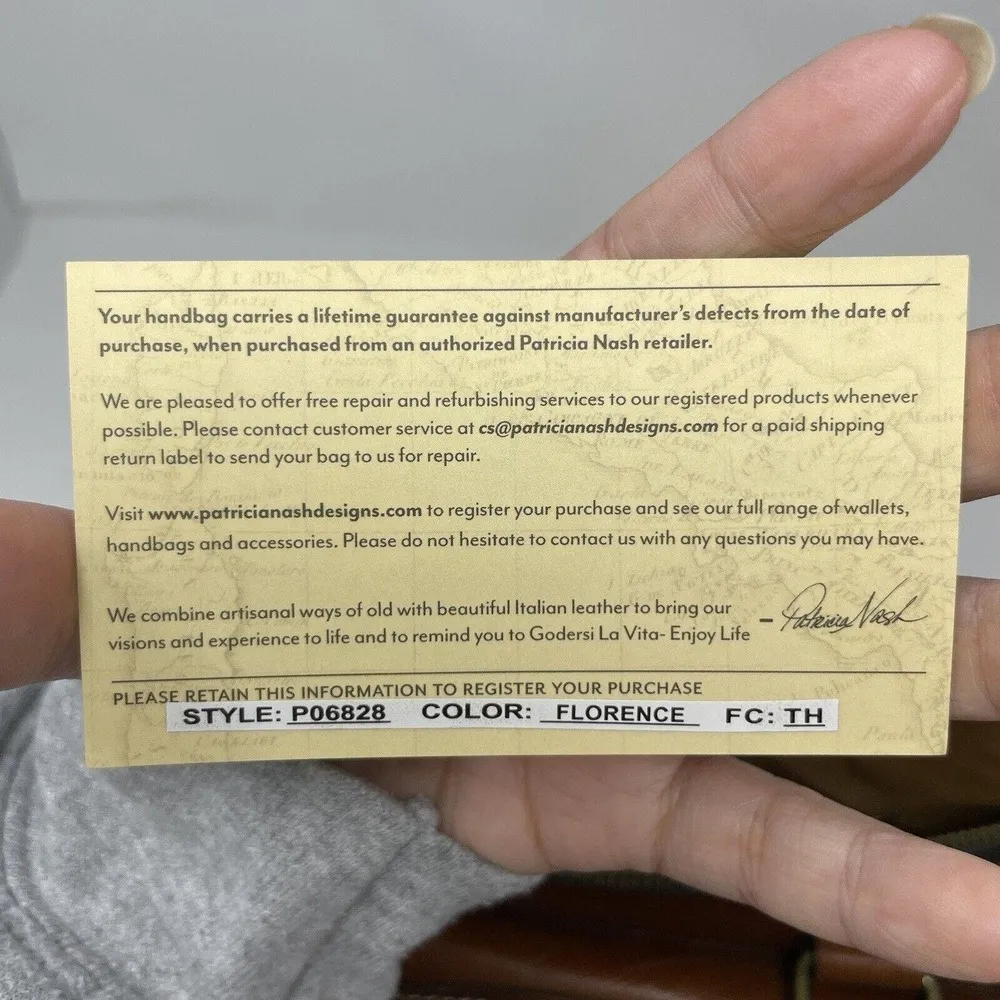 Your handbag carries a lifetime guarantee against manufacturer's defects from the date of
purchase, when purchased from an authorized Patricia Nash retailer.
We are pleased to offer free repair and refurbishing services to our registered products whenever
possible. Please contact customer service at cs@patricianashdesigns.com for a paid shipping
return label to send your bag to us for repair.
Visit www.patricianashdesigns.com to register your purchase and see our full range of wallets,
handbags and accessories. Please do not hesitate to contact us with any questions you may have.
We combine artisanal ways of old with beautiful Italian leather to bring our
visions and experience to life and to remind you to Godersi La Vita- Enjoy Life
– Patricia Nash
PLEASE RETAIN THIS INFORMATION TO REGISTER YOUR PURCHASE
STYLE: P06828 COLOR: FLORENCE FC: TH